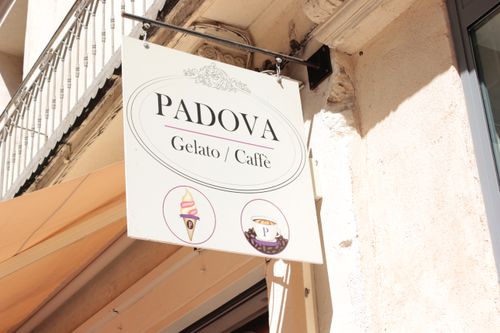 PADOVA
Gelato / Caffè
P
P